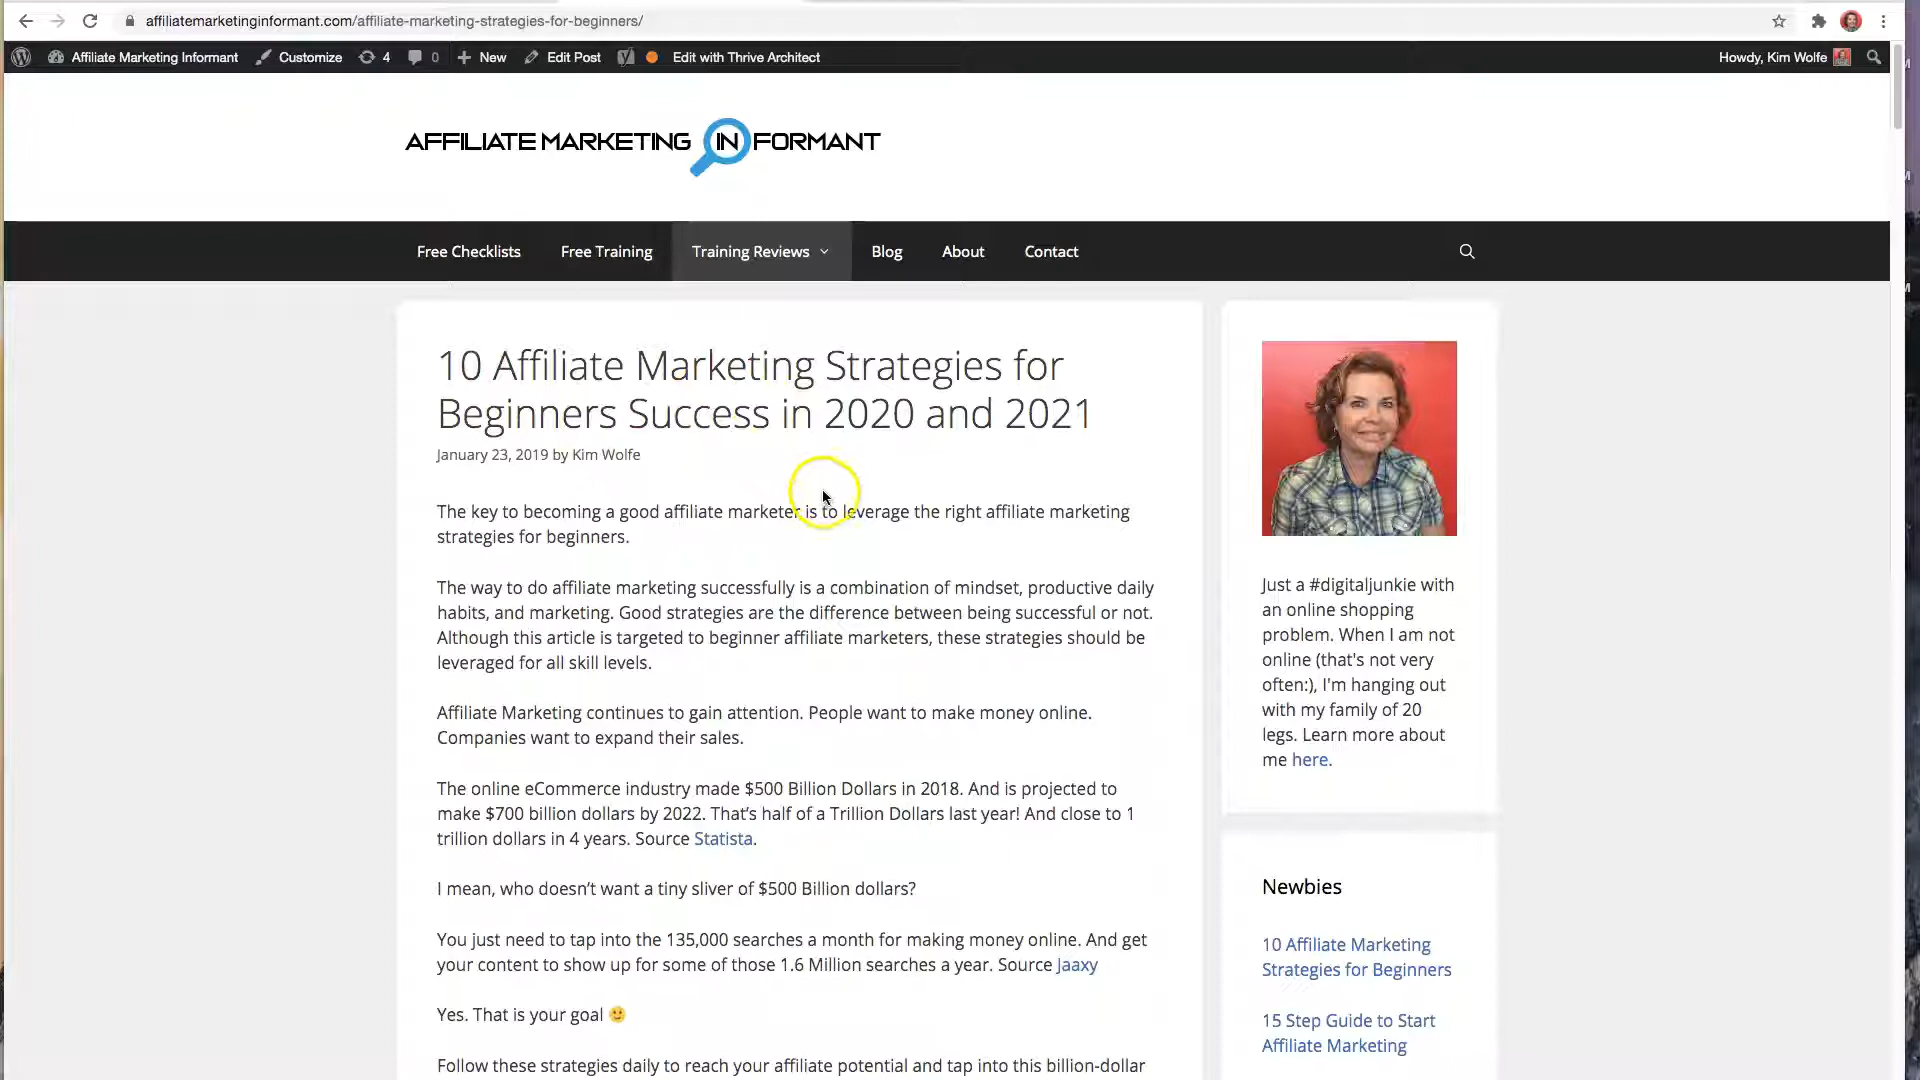 affiliatemarketinginformant.com/affiliate-marketing-strategies-for-beginners/
Affiliate Marketing Informant Customize 4 0 New Edit Post Edit with Thrive Architect Howdy, Kim Wolfe
AFFILIATE MARKETING INFORMANT
Free Checklists Free Training Training Reviews Blog About Contact
10 Affiliate Marketing Strategies for
Beginners Success in 2020 and 2021
January 23, 2019 by Kim Wolfe
The key to becoming a good affiliate marketer is to leverage the right affiliate marketing
strategies for beginners.
The way to do affiliate marketing successfully is a combination of mindset, productive daily
habits, and marketing. Good strategies are the difference between being successful or not.
Although this article is targeted to beginner affiliate marketers, these strategies should be
leveraged for all skill levels.
Affiliate Marketing continues to gain attention. People want to make money online.
Companies want to expand their sales.
The online eCommerce industry made $500 Billion Dollars in 2018. And is projected to
make $700 billion dollars by 2022. That's half of a Trillion Dollars last year! And close to 1
trillion dollars in 4 years. Source Statista.
I mean, who doesn't want a tiny sliver of $500 Billion dollars?
You just need to tap into the 135,000 searches a month for making money online. And get
your content to show up for some of those 1.6 Million searches a year. Source Jaaxy
Yes. That is your goal 🙂
Follow these strategies daily to reach your affiliate potential and tap into this billion-dollar
Just a #digitaljunkie with
an online shopping
problem. When I am not
online (that's not very
often:), I'm hanging out
with my family of 20
legs. Learn more about
me here.
Newbies
10 Affiliate Marketing
Strategies for Beginners
15 Step Guide to Start
Affiliate Marketing